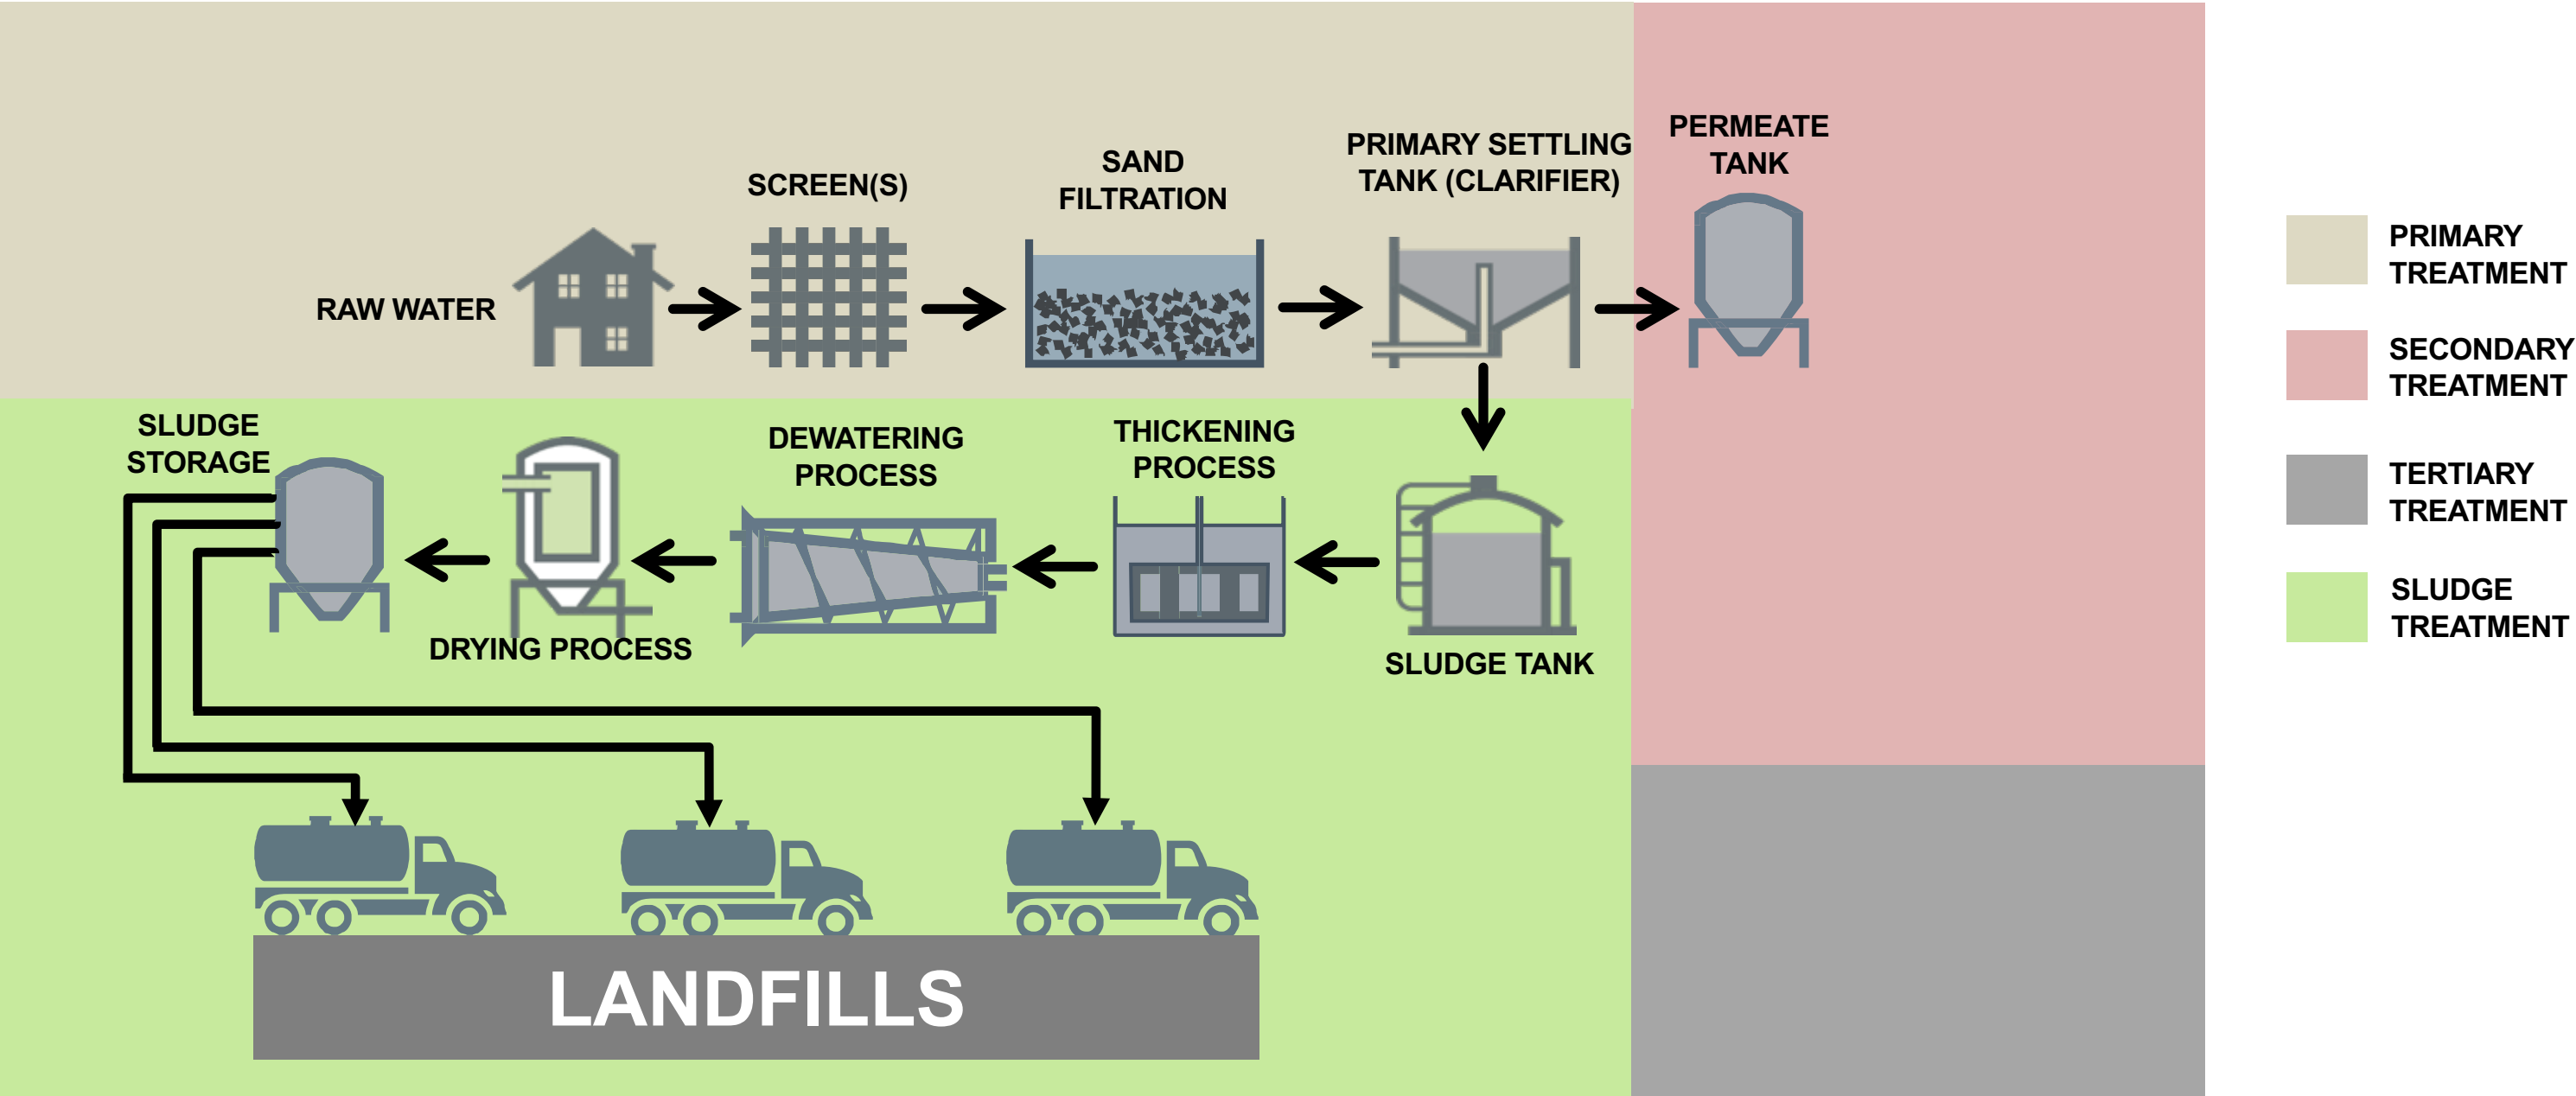 PERMEATE
TANK
PRIMARY SETTLING
TANK (CLARIFIER)
SAND
FILTRATION
SCREEN(S)
RAW WATER
PRIMARY
TREATMENT
SECONDARY
TREATMENT
TERTIARY
TREATMENT
SLUDGE
TREATMENT
SLUDGE
STORAGE
DEWATERING
PROCESS
THICKENING
PROCESS
DRYING PROCESS
SLUDGE TANK
LANDFILLS